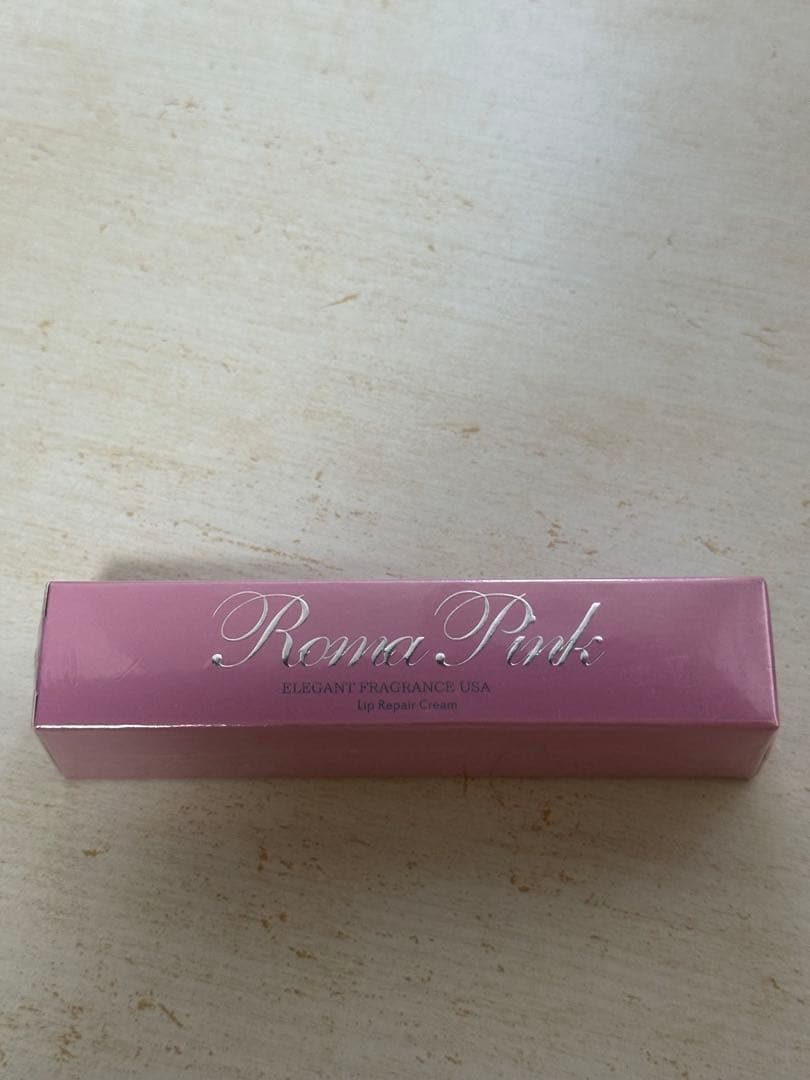 Roma Pink
ELEGANT FRAGRANCE USA
Lip Repair Cream